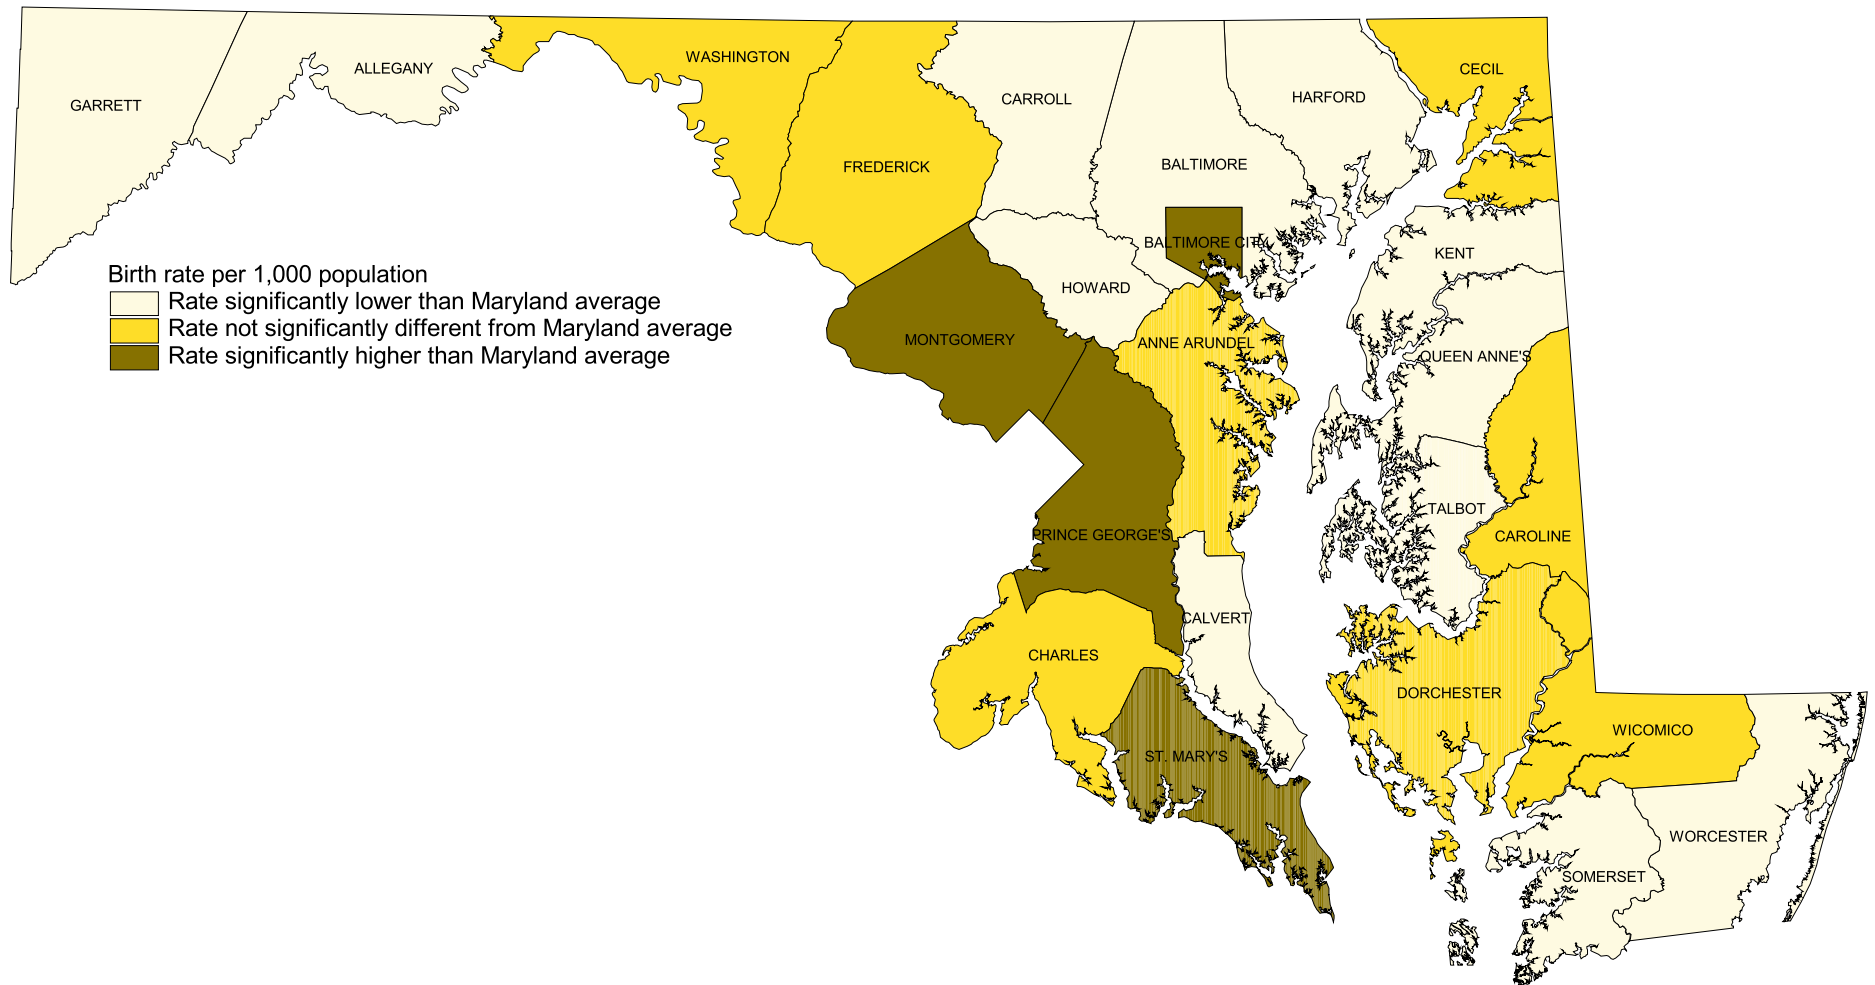 WASHINGTON
ALLEGANY
CECIL
GARRETT
CARROLL
HARFORD
FREDERICK
BALTIMORE
BALTIMORE CITY
KENT
Birth rate per 1,000 population
Rate significantly lower than Maryland average
Rate not significantly different from Maryland average
Rate significantly higher than Maryland average
HOWARD
MONTGOMERY
ANNE ARUNDEL
QUEEN ANNE'S
TALBOT
PRINCE GEORGE'S
CAROLINE
CALVERT
CHARLES
DORCHESTER
WICOMICO
ST. MARY'S
WORCESTER
SOMERSET